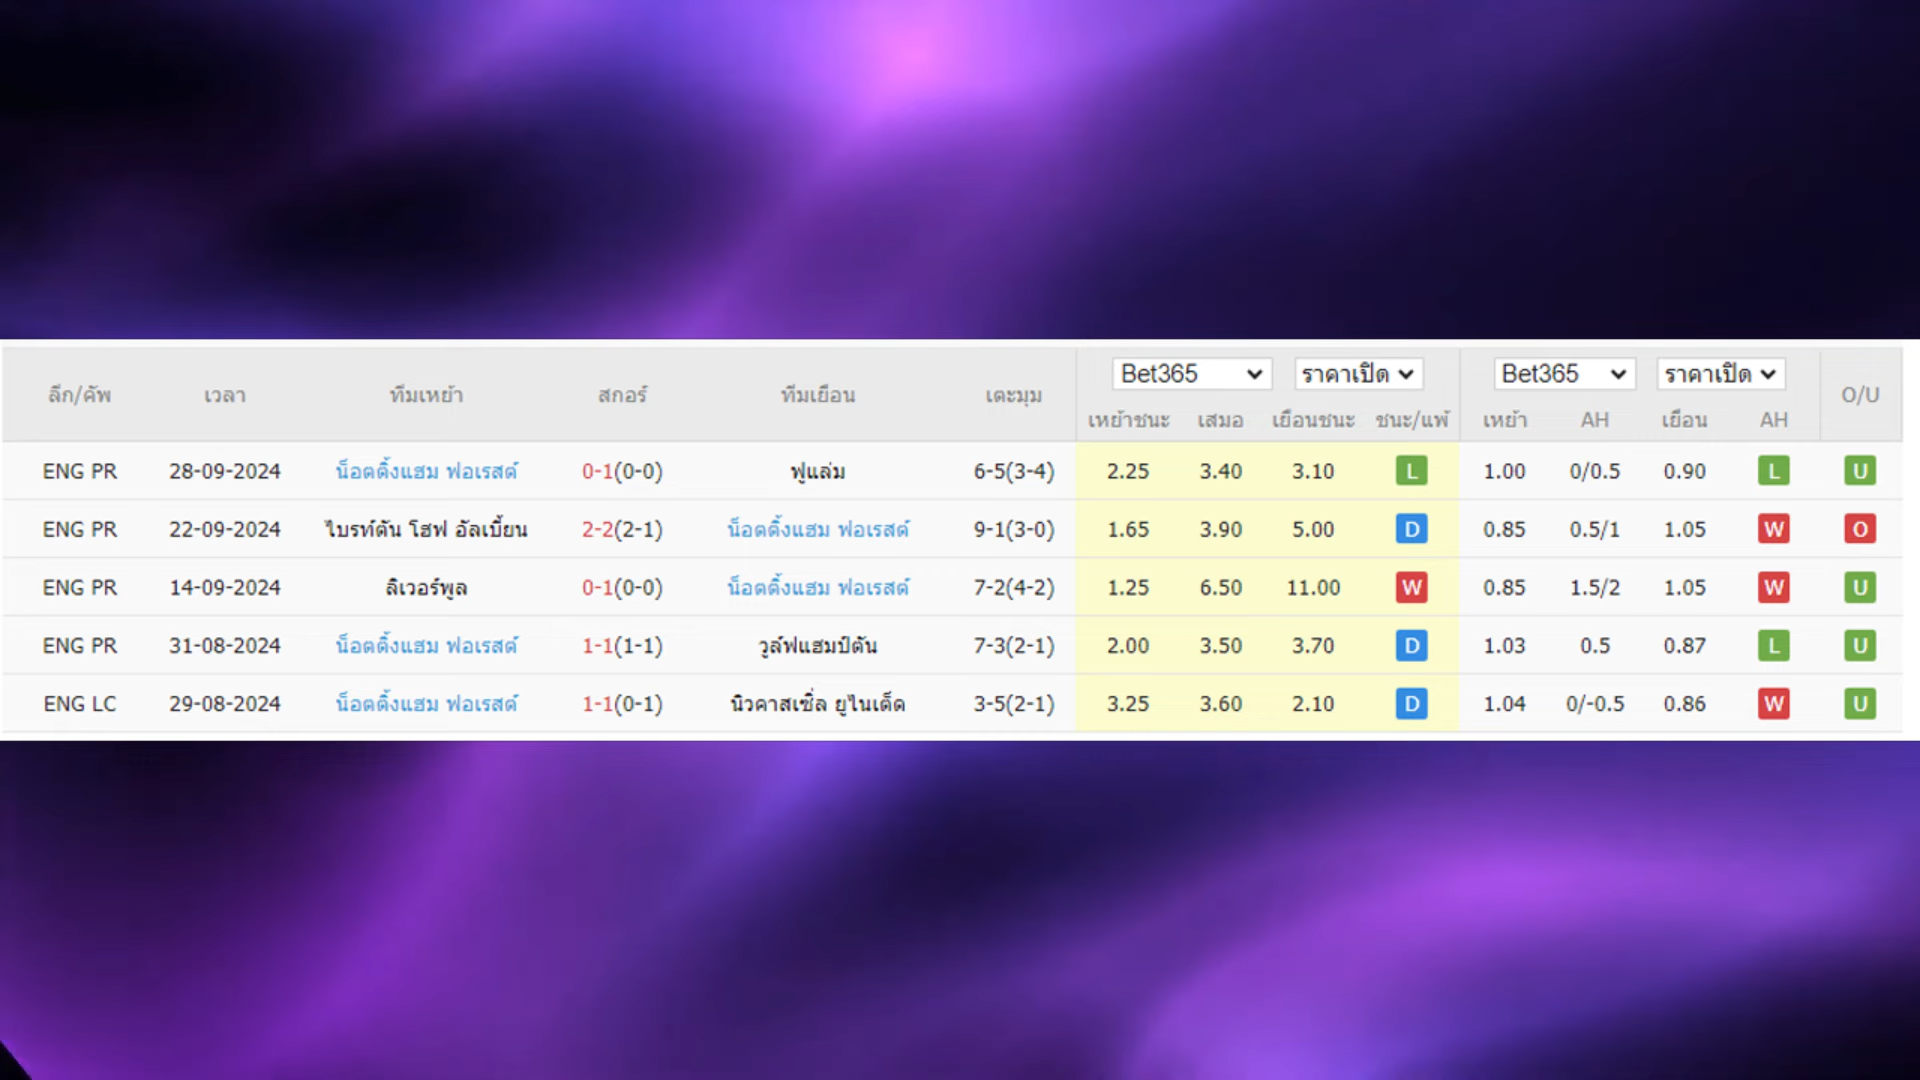 Bet365 ราคาเปิด Bet365 ราคาเปิด
ลีก/คัพ เวลา ทีมเหย้า สกอร์ ทีมเยือน เตะมุม O/U
เหย้าชนะ เสมอ เยือนชนะ ชนะ/แพ้ เหย้า AH เยือน AH
ENG PR 28-09-2024 น็อตติ้งแฮม ฟอเรสต์ 0-1(0-0) ฟูแล่ม 6-5(3-4) 2.25 3.40 3.10 L 1.00 0/0.5 0.90 L U
ENG PR 22-09-2024 ไบรท์ตัน โฮฟ อัลเบี้ยน 2-2(2-1) น็อตติ้งแฮม ฟอเรสต์ 9-1(3-0) 1.65 3.90 5.00 D 0.85 0.5/1 1.05 W O
ENG PR 14-09-2024 ลิเวอร์พูล 0-1(0-0) น็อตติ้งแฮม ฟอเรสต์ 7-2(4-2) 1.25 6.50 11.00 W 0.85 1.5/2 1.05 W U
ENG PR 31-08-2024 น็อตติ้งแฮม ฟอเรสต์ 1-1(1-1) วูล์ฟแฮมป์ตัน 7-3(2-1) 2.00 3.50 3.70 D 1.03 0.5 0.87 L U
ENG LC 29-08-2024 น็อตติ้งแฮม ฟอเรสต์ 1-1(0-1) นิวคาสเซิ่ล ยูไนเต็ด 3-5(2-1) 3.25 3.60 2.10 D 1.04 0/-0.5 0.86 W U